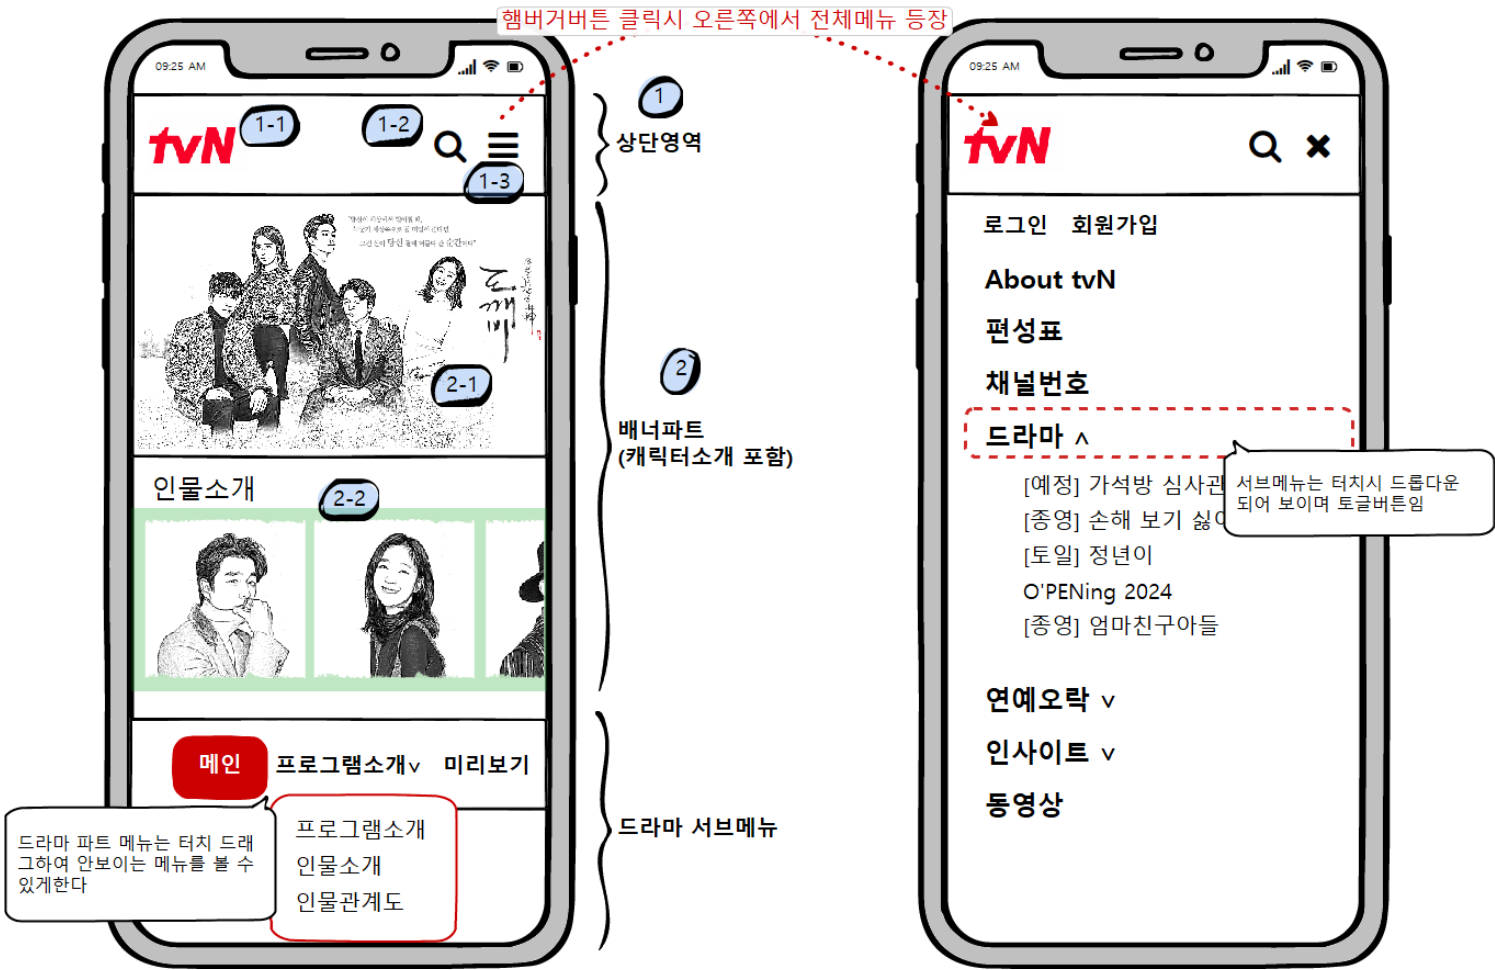 햄버거버튼 클릭시 오른쪽에서 전체메뉴 등장
09:25 AM
tvN
1-1
1-2
1-3
1
상단영역
도깨비
2-1
2
배너파트
(캐릭터소개 포함)
인물소개
2-2
메인
프로그램소개∨
미리보기
드라마 파트 메뉴는 터치 드래
그하여 안보이는 메뉴를 볼 수
있게한다
프로그램소개
인물소개
인물관계도
드라마 서브메뉴
09:25 AM
tvN
로그인 회원가입
About tvN
편성표
채널번호
드라마 ∧
서브메뉴는 터치시 드롭다운
되어 보이며 토글버튼임
[예정] 가석방 심사관
[종영] 손해 보기 싫어
[토일] 정년이
O'PENing 2024
[종영] 엄마친구아들
연예오락 ∨
인사이트 ∨
동영상